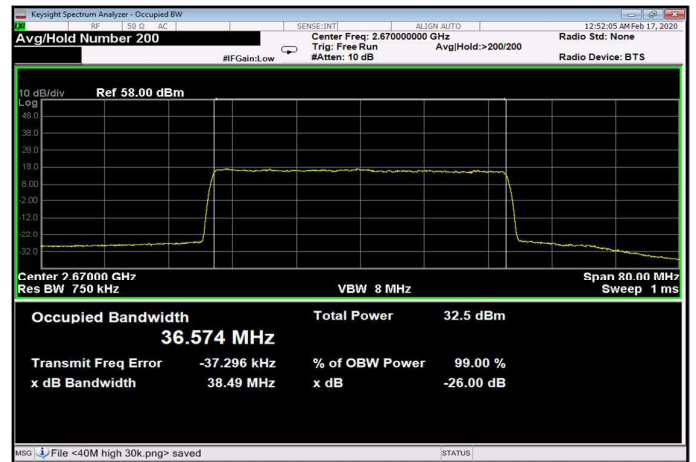 Keysight Spectrum Analyzer - Occupied BW
LXI RF 50 Ω AC SENSE:INT ALIGN AUTO 12:52:05 AM Feb 17, 2020
Avg/Hold Number 200 Center Freq: 2.670000000 GHz Radio Std: None
Trig: Free Run Avg|Hold:>200/200
#IFGain:Low #Atten: 10 dB Radio Device: BTS
10 dB/div Ref 58.00 dBm
Log
48.0
38.0
28.0
18.0
8.00
-2.00
-12.0
-22.0
-32.0
Center 2.67000 GHz Span 80.00 MHz
Res BW 750 kHz VBW 8 MHz Sweep 1 ms
Occupied Bandwidth Total Power 32.5 dBm
36.574 MHz
Transmit Freq Error -37.296 kHz % of OBW Power 99.00 %
x dB Bandwidth 38.49 MHz x dB -26.00 dB
MSG File <40M high 30k.png> saved STATUS